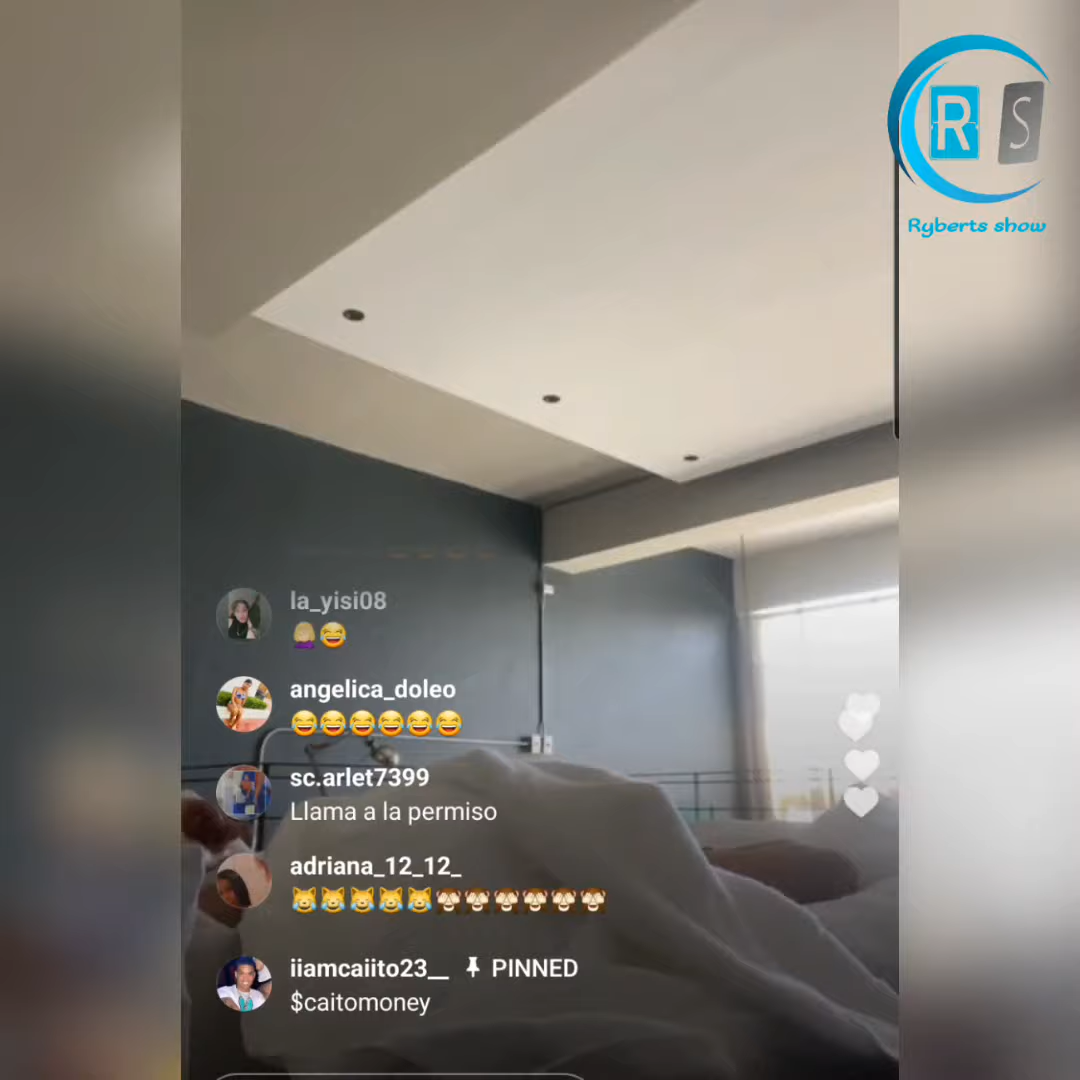 R S
Ryberts show
la_yisi08
🤷🏼‍♀️😂
angelica_doleo
😂😂😂😂😂😂
sc.arlet7399
Llama a la permiso
adriana_12_12_
😹😹😹😹😹🙈🙈🙈🙈🙈🙈
iiamcaiito23__ 📌 PINNED
$caitomoney